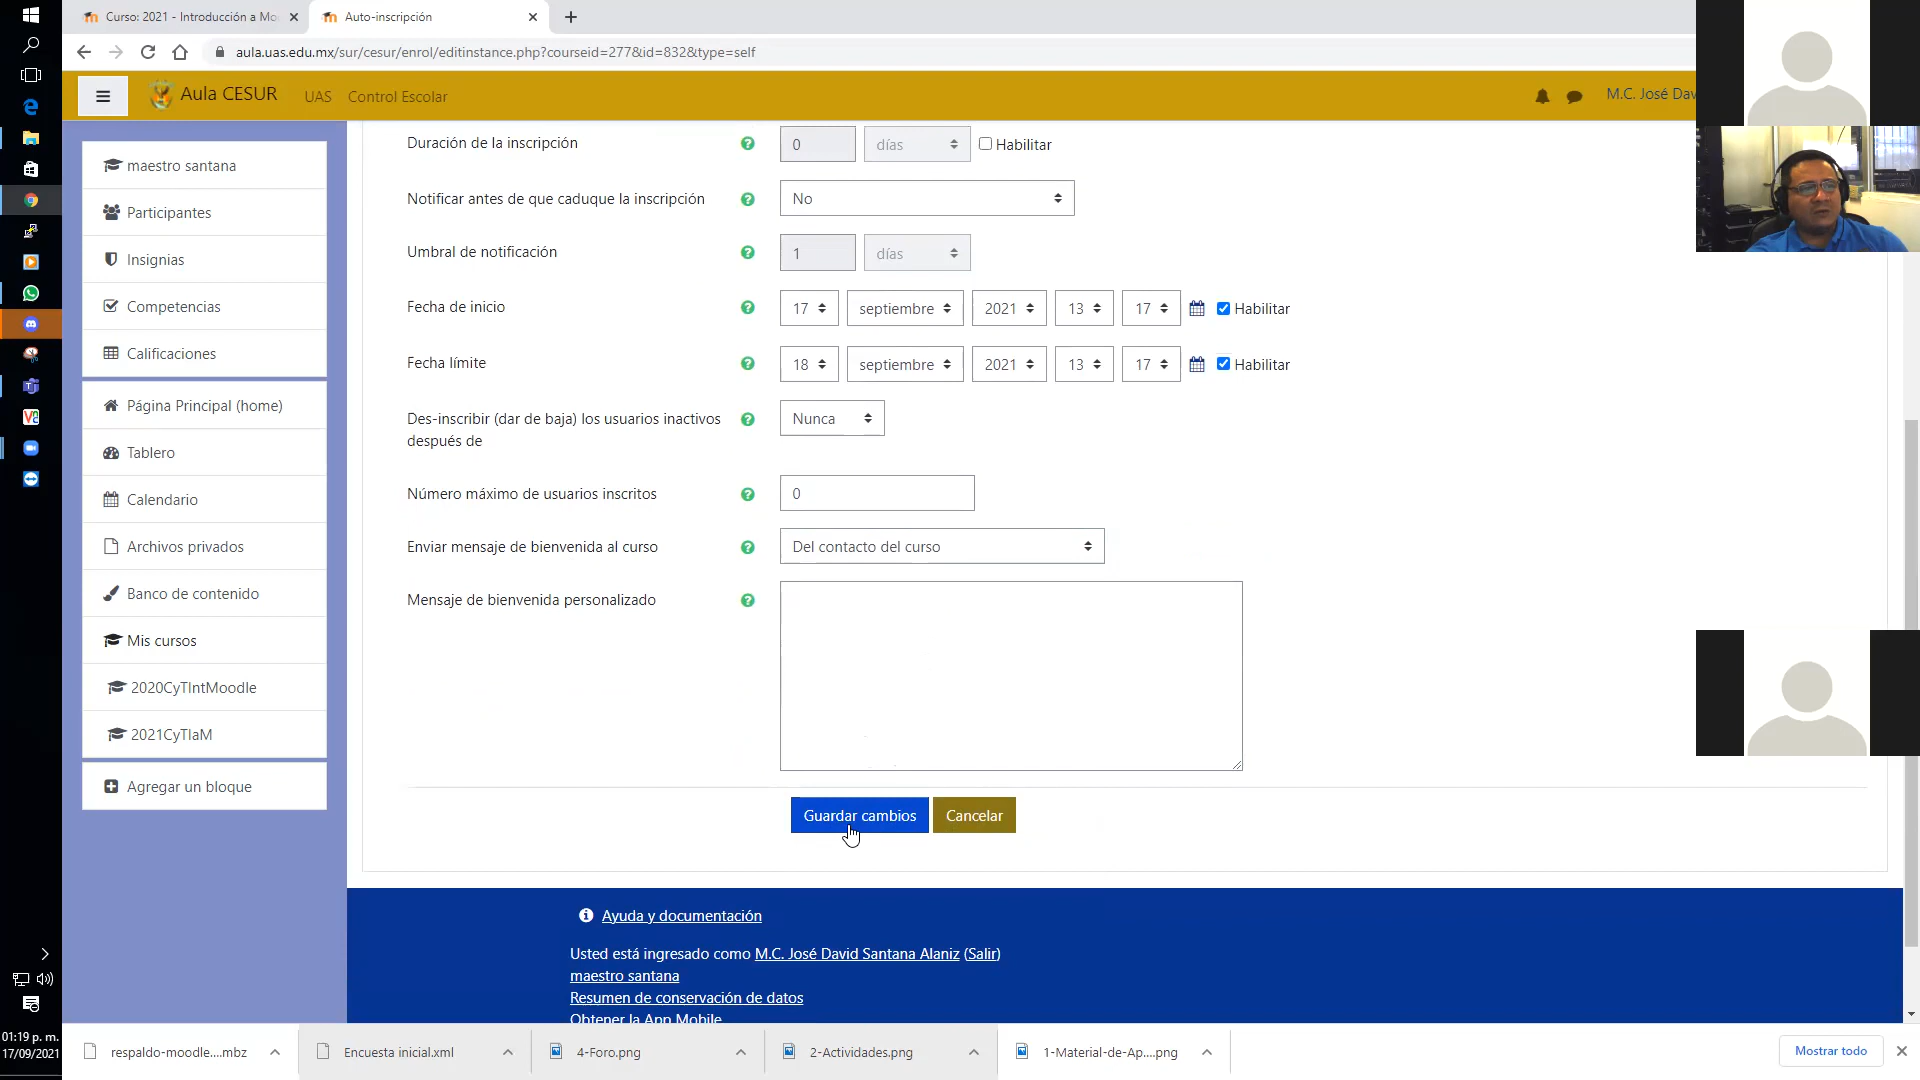 Curso: 2021 - Introducción a Mo
Auto-inscripción
aula.uas.edu.mx/sur/cesur/enrol/editinstance.php?courseid=277&id=832&type=self
Aula CESUR
UAS
Control Escolar
M.C. José Dav
maestro santana
Participantes
Insignias
Competencias
Calificaciones
Página Principal (home)
Tablero
Calendario
Archivos privados
Banco de contenido
Mis cursos
2020CyTIntMoodle
2021CyTIaM
Agregar un bloque
Duración de la inscripción
0
días
Habilitar
Notificar antes de que caduque la inscripción
No
Umbral de notificación
1
días
Fecha de inicio
17
septiembre
2021
13
17
Habilitar
Fecha límite
18
septiembre
2021
13
17
Habilitar
Des-inscribir (dar de baja) los usuarios inactivos
después de
Nunca
Número máximo de usuarios inscritos
0
Enviar mensaje de bienvenida al curso
Del contacto del curso
Mensaje de bienvenida personalizado
Guardar cambios
Cancelar
Ayuda y documentación
Usted está ingresado como M.C. José David Santana Alaniz (Salir)
maestro santana
Resumen de conservación de datos
Obtener la App Mobile
01:19 p. m.
17/09/2021
respaldo-moodle....mbz
Encuesta inicial.xml
4-Foro.png
2-Actividades.png
1-Material-de-Ap....png
Mostrar todo